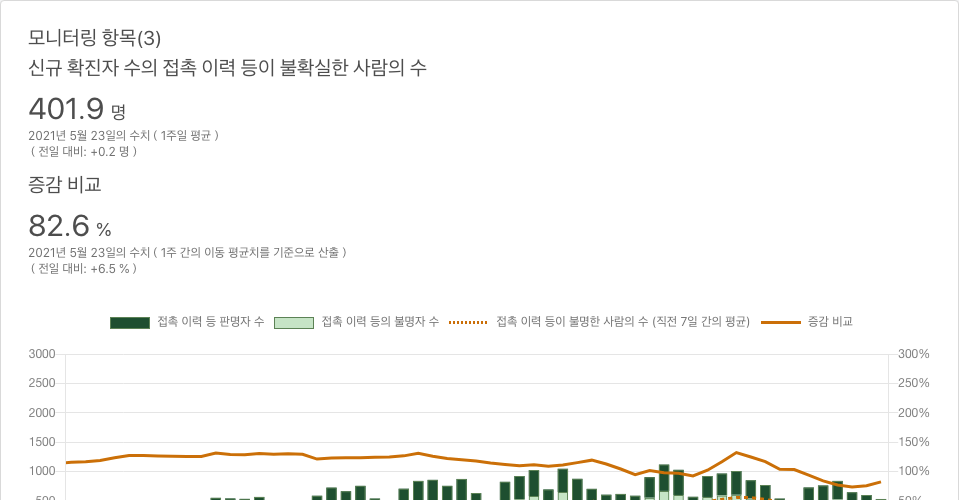 모니터링 항목(3)
신규 확진자 수의 접촉 이력 등이 불확실한 사람의 수
401.9 명
2021년 5월 23일의 수치 ( 1주일 평균 )
( 전일 대비: +0.2 명 )
증감 비교
82.6 %
2021년 5월 23일의 수치 ( 1주 간의 이동 평균치를 기준으로 산출 )
( 전일 대비: +6.5 % )
접촉 이력 등 판명자 수 접촉 이력 등의 불명자 수 접촉 이력 등이 불명한 사람의 수 (직전 7일 간의 평균) 증감 비교
3000 300%
2500 250%
2000 200%
1500 150%
1000 100%
500 50%